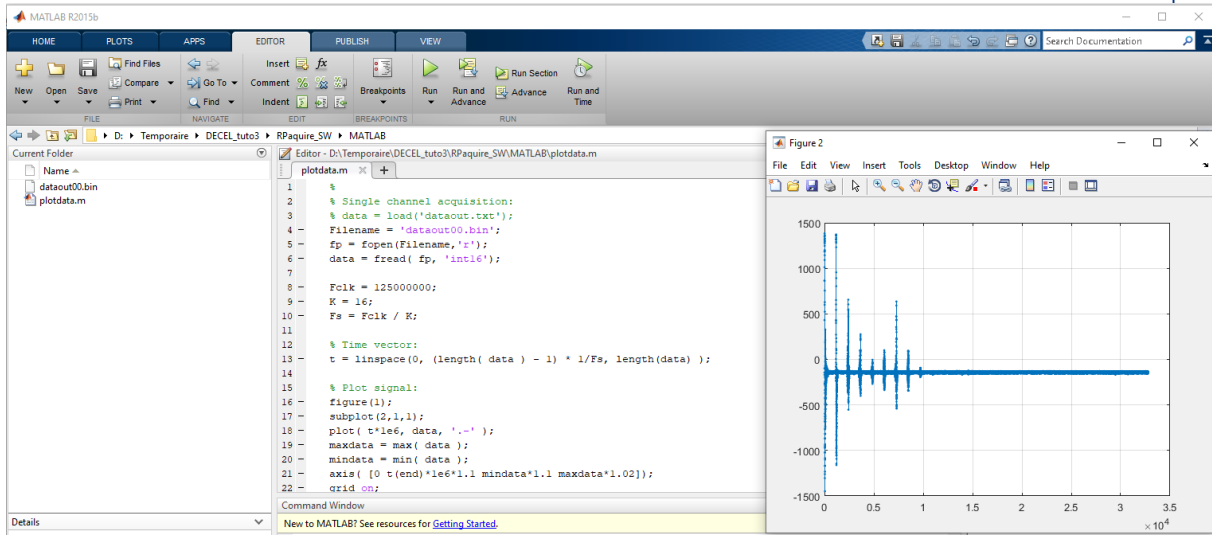 MATLAB R2015b
HOME PLOTS APPS EDITOR PUBLISH VIEW
Search Documentation
New Open Save Find Files Compare Print
Go To Find
Insert fx
Comment
Indent
Breakpoints
Run Run and Advance Run Section Advance Run and Time
FILE NAVIGATE EDIT BREAKPOINTS RUN
D: Temporaire DECEL_tuto3 RPaquire_SW MATLAB
Current Folder
Name
dataout00.bin
plotdata.m
Details
Editor - D:\Temporaire\DECEL_tuto3\RPaquire_SW\MATLAB\plotdata.m
plotdata.m
1 %
2 % Single channel acquisition:
3 % data = load('dataout.txt');
4 - Filename = 'dataout00.bin';
5 - fp = fopen(Filename,'r');
6 - data = fread( fp, 'int16');
7
8 - Fclk = 125000000;
9 - K = 16;
10 - Fs = Fclk / K;
11
12 % Time vector:
13 - t = linspace(0, (length( data ) - 1) * 1/Fs, length(data) );
14
15 % Plot signal:
16 - figure(1);
17 - subplot(2,1,1);
18 - plot( t*1e6, data, '.-' );
19 - maxdata = max( data );
20 - mindata = min( data );
21 - axis( [0 t(end)*1e6*1.1 mindata*1.1 maxdata*1.02]);
22 - grid on;
Command Window
New to MATLAB? See resources for Getting Started.
Figure 2
File Edit View Insert Tools Desktop Window Help
1500
1000
500
0
-500
-1000
-1500
0 0.5 1 1.5 2 2.5 3 3.5
×10^4